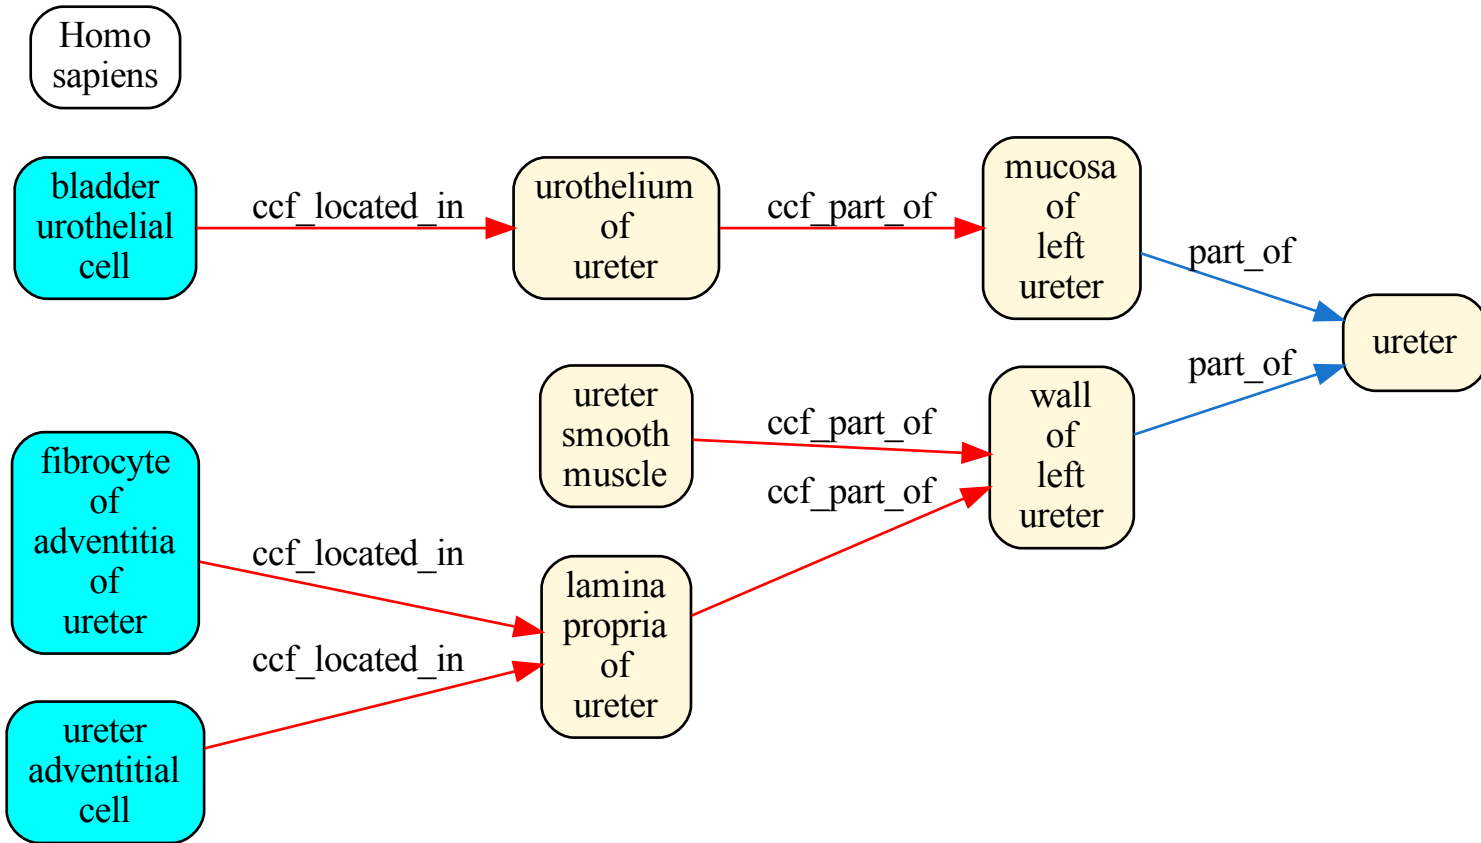 Homo
sapiens
bladder
urothelial
cell
ccf_located_in
urothelium
of
ureter
ccf_part_of
mucosa
of
left
ureter
part_of
ureter
ureter
smooth
muscle
ccf_part_of
wall
of
left
ureter
part_of
fibrocyte
of
adventitia
of
ureter
ccf_located_in
lamina
propria
of
ureter
ccf_part_of
ureter
adventitial
cell
ccf_located_in